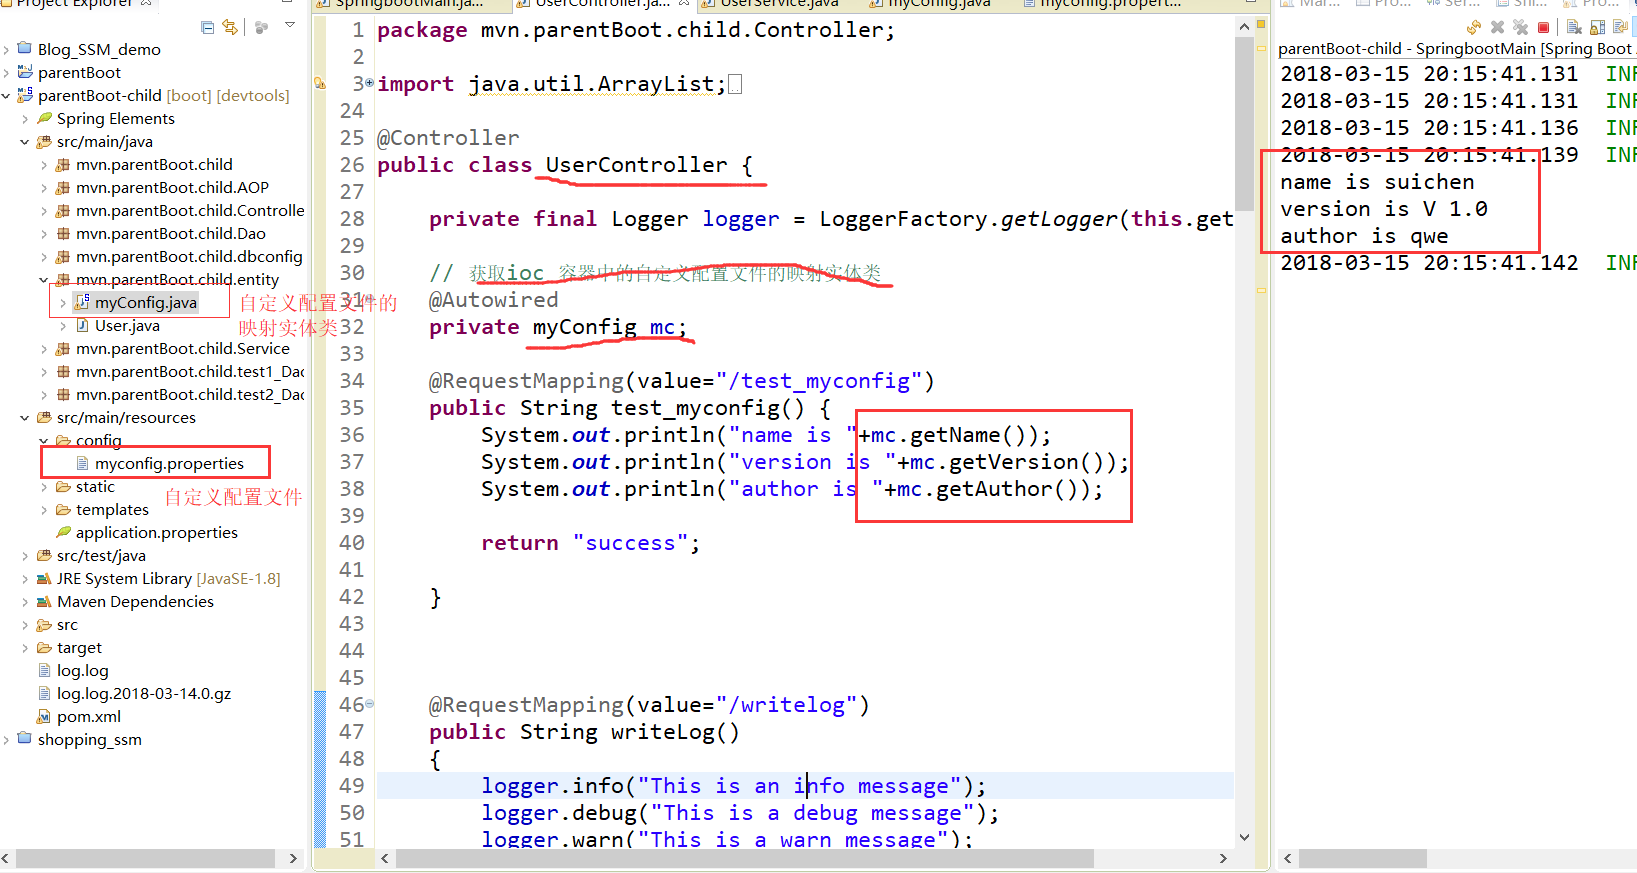 Project Explorer
Blog_SSM_demo
parentBoot
parentBoot-child [boot] [devtools]
Spring Elements
src/main/java
mvn.parentBoot.child
mvn.parentBoot.child.AOP
mvn.parentBoot.child.Controlle
mvn.parentBoot.child.Dao
mvn.parentBoot.child.dbconfig
mvn.parentBoot.child.entity
myConfig.java
自定义配置文件的
映射实体类
User.java
mvn.parentBoot.child.Service
mvn.parentBoot.child.test1_Dao
mvn.parentBoot.child.test2_Dao
src/main/resources
config
myconfig.properties
自定义配置文件
static
templates
application.properties
src/test/java
JRE System Library [JavaSE-1.8]
Maven Dependencies
src
target
log.log
log.log.2018-03-14.0.gz
pom.xml
shopping_ssm
SpringbootMain.ja... UserController.ja... UserService.java myConfig.java myconfig.propert...
1 package mvn.parentBoot.child.Controller;
2
3 import java.util.ArrayList;
24
25 @Controller
26 public class UserController {
27
28 private final Logger logger = LoggerFactory.getLogger(this.get
29
30 // 获取ioc 容器中的自定义配置文件的映射实体类
31 @Autowired
32 private myConfig mc;
33
34 @RequestMapping(value="/test_myconfig")
35 public String test_myconfig() {
36 System.out.println("name is "+mc.getName());
37 System.out.println("version is "+mc.getVersion());
38 System.out.println("author is "+mc.getAuthor());
39
40 return "success";
41
42 }
43
44
45
46 @RequestMapping(value="/writelog")
47 public String writeLog()
48 {
49 logger.info("This is an info message");
50 logger.debug("This is a debug message");
51 logger.warn("This is a warn message");
Mar... Pro... Ser... Sni... Pro...
parentBoot-child - SpringbootMain [Spring Boot
2018-03-15 20:15:41.131 INF
2018-03-15 20:15:41.131 INF
2018-03-15 20:15:41.136 INF
2018-03-15 20:15:41.139 INF
name is suichen
version is V 1.0
author is qwe
2018-03-15 20:15:41.142 INF